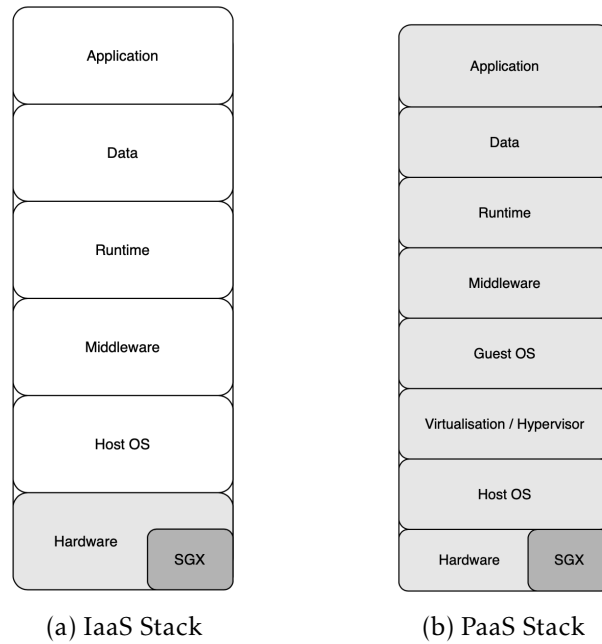 Application
Data
Runtime
Middleware
Host OS
Hardware
SGX
(a) IaaS Stack
Application
Data
Runtime
Middleware
Guest OS
Virtualisation / Hypervisor
Host OS
Hardware
SGX
(b) PaaS Stack